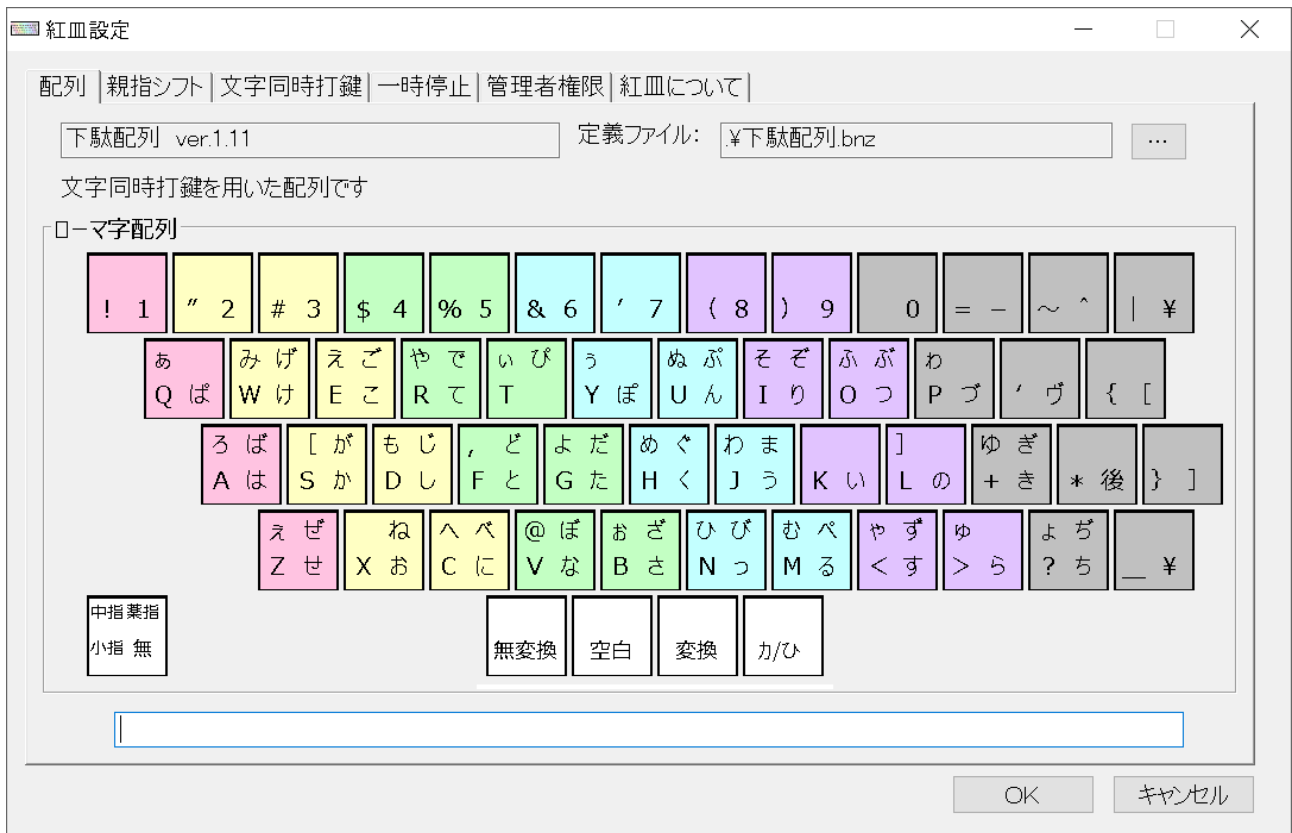 紅皿設定
配列 親指シフト 文字同時打鍵 一時停止 管理者権限 紅皿について
下駄配列 ver.1.11 定義ファイル: .¥下駄配列.bnz ...
文字同時打鍵を用いた配列です
ローマ字配列
! 1 ″ 2 # 3 $ 4 % 5 & 6 ′ 7 ( 8 ) 9 0 = − ～ ^ | ¥
ぁ み げ え ご ゃ で ぃ ぴ ぅ ぬ ぷ そ ぞ ふ ぶ ゎ
Q ぱ W け E こ R て T Y ぽ U ん I り O つ P づ ‘ ヴ { [
ろ ば [ が も じ , ど よ だ め ぐ わ ま ] ゆ ぎ
A は S か D し F と G た H く J う K い L の + き * 後 } ]
ぇ ぜ ね へ べ @ ぼ ぉ ざ ひ び む ぺ や ず ゅ ょ ぢ
Z せ X お C に V な B さ N っ M る < す > ら ? ち _ ¥
中指 薬指
小指 無 無変換 空白 変換 カ/ひ
OK キャンセル